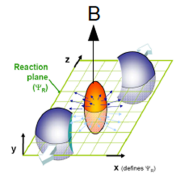 B
z
Reaction
plane
(Ψ_R)
y
x (defines Ψ_R)